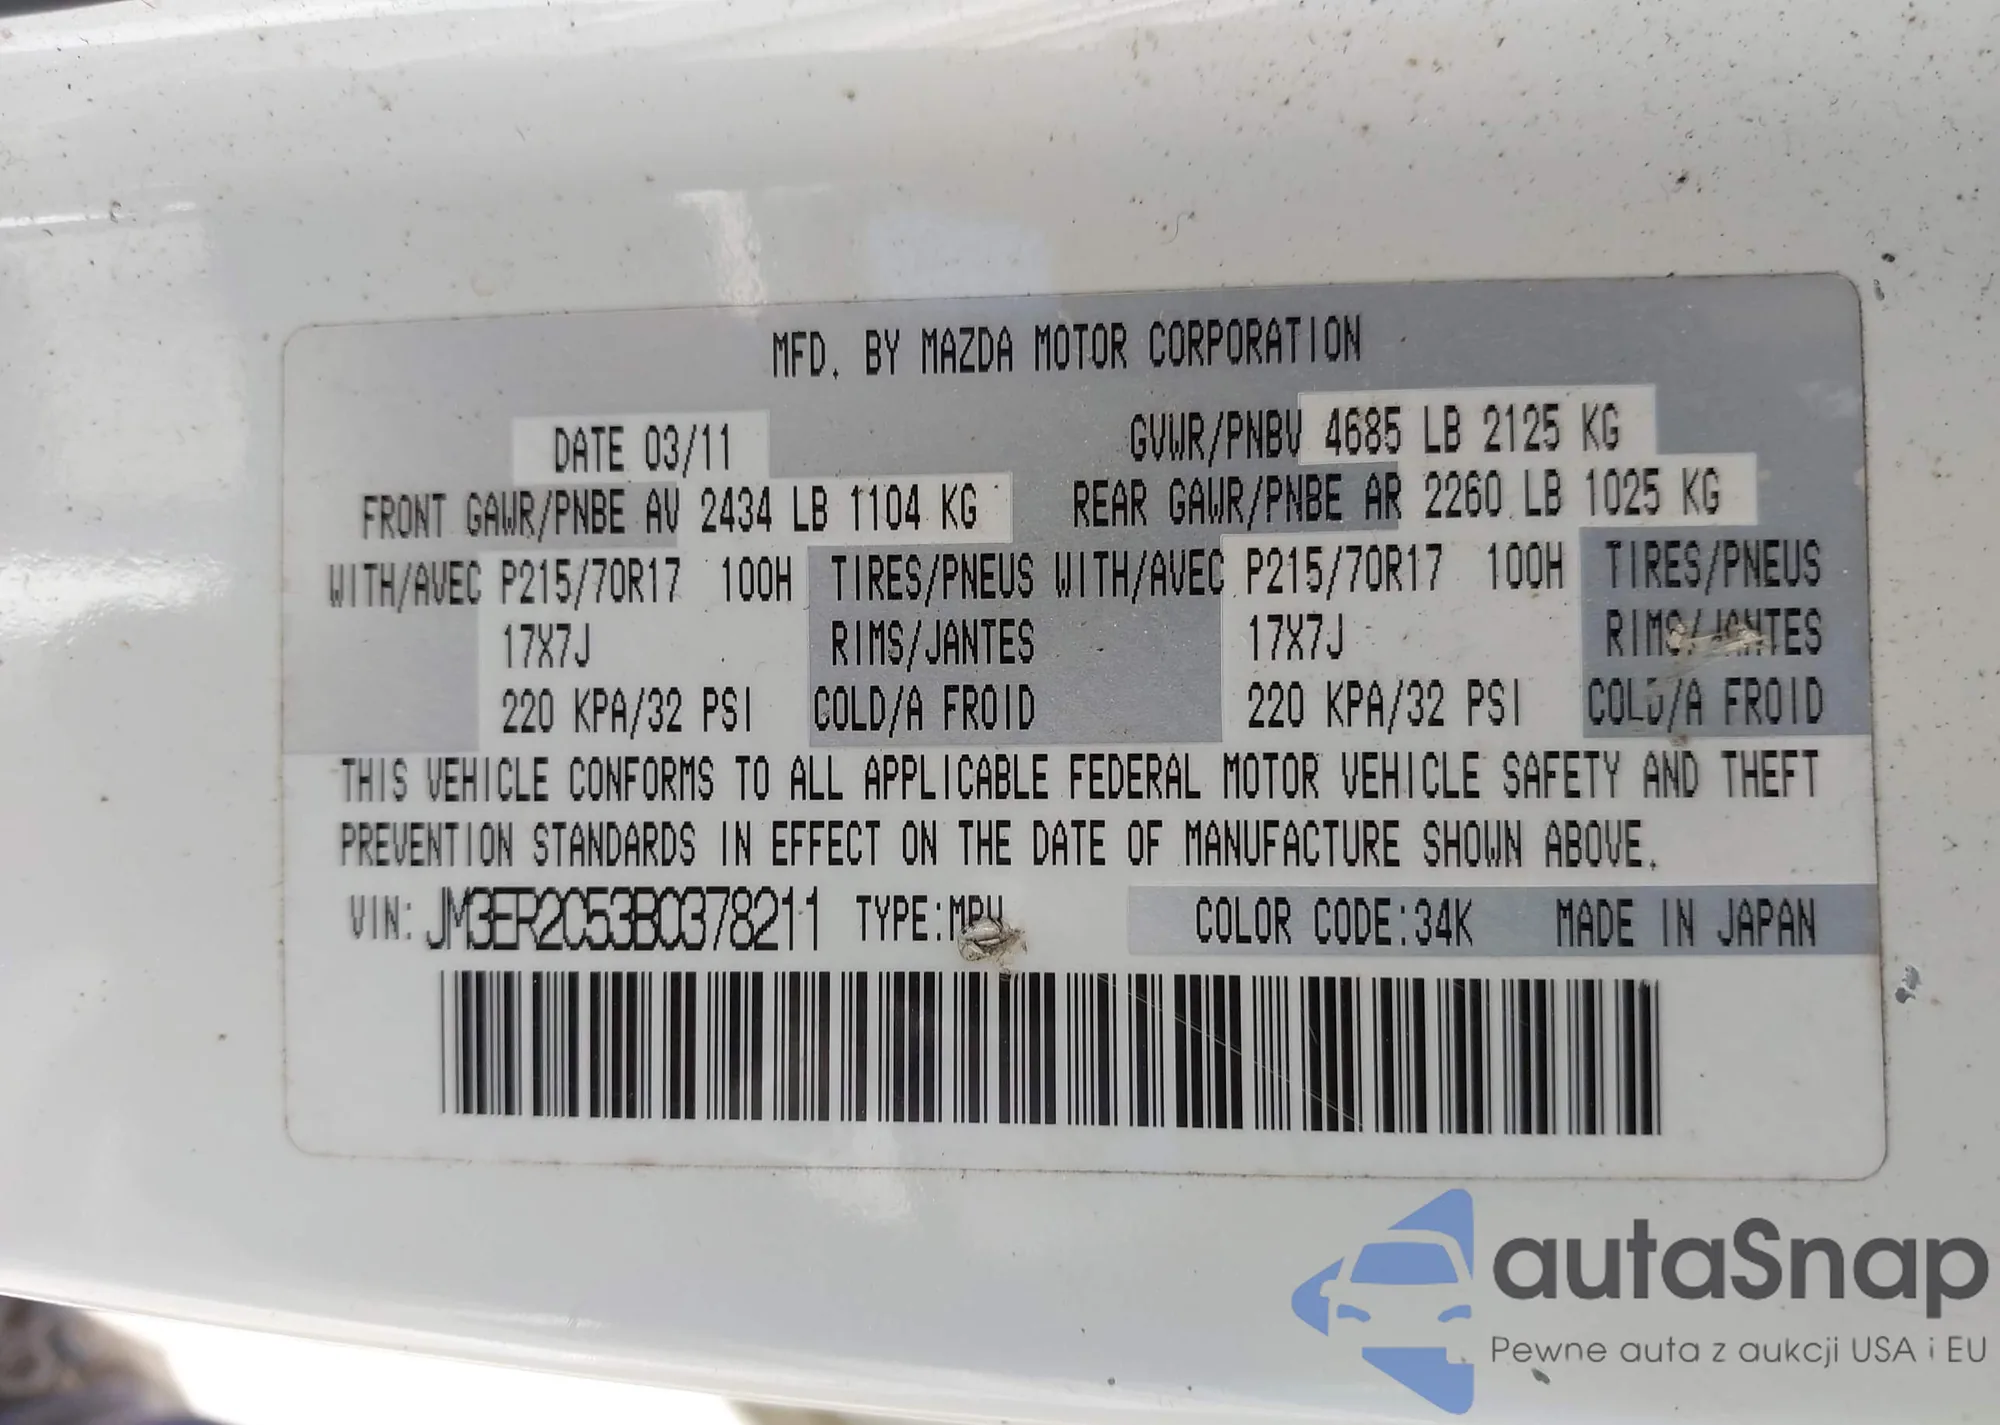 MFD. BY MAZDA MOTOR CORPORATION
DATE 03/11 GVWR/PNBV 4685 LB 2125 KG
FRONT GAWR/PNBE AV 2434 LB 1104 KG REAR GAWR/PNBE AR 2260 LB 1025 KG
WITH/AVEC P215/70R17 100H TIRES/PNEUS WITH/AVEC P215/70R17 100H TIRES/PNEUS
17X7J RIMS/JANTES 17X7J RIMS/JANTES
220 KPA/32 PSI COLD/A FROID 220 KPA/32 PSI COLD/A FROID
THIS VEHICLE CONFORMS TO ALL APPLICABLE FEDERAL MOTOR VEHICLE SAFETY AND THEFT
PREVENTION STANDARDS IN EFFECT ON THE DATE OF MANUFACTURE SHOWN ABOVE.
VIN: JM3ER2C53B0378211 TYPE:MPV COLOR CODE:34K MADE IN JAPAN
autaSnap
Pewne auta z aukcji USA i EU